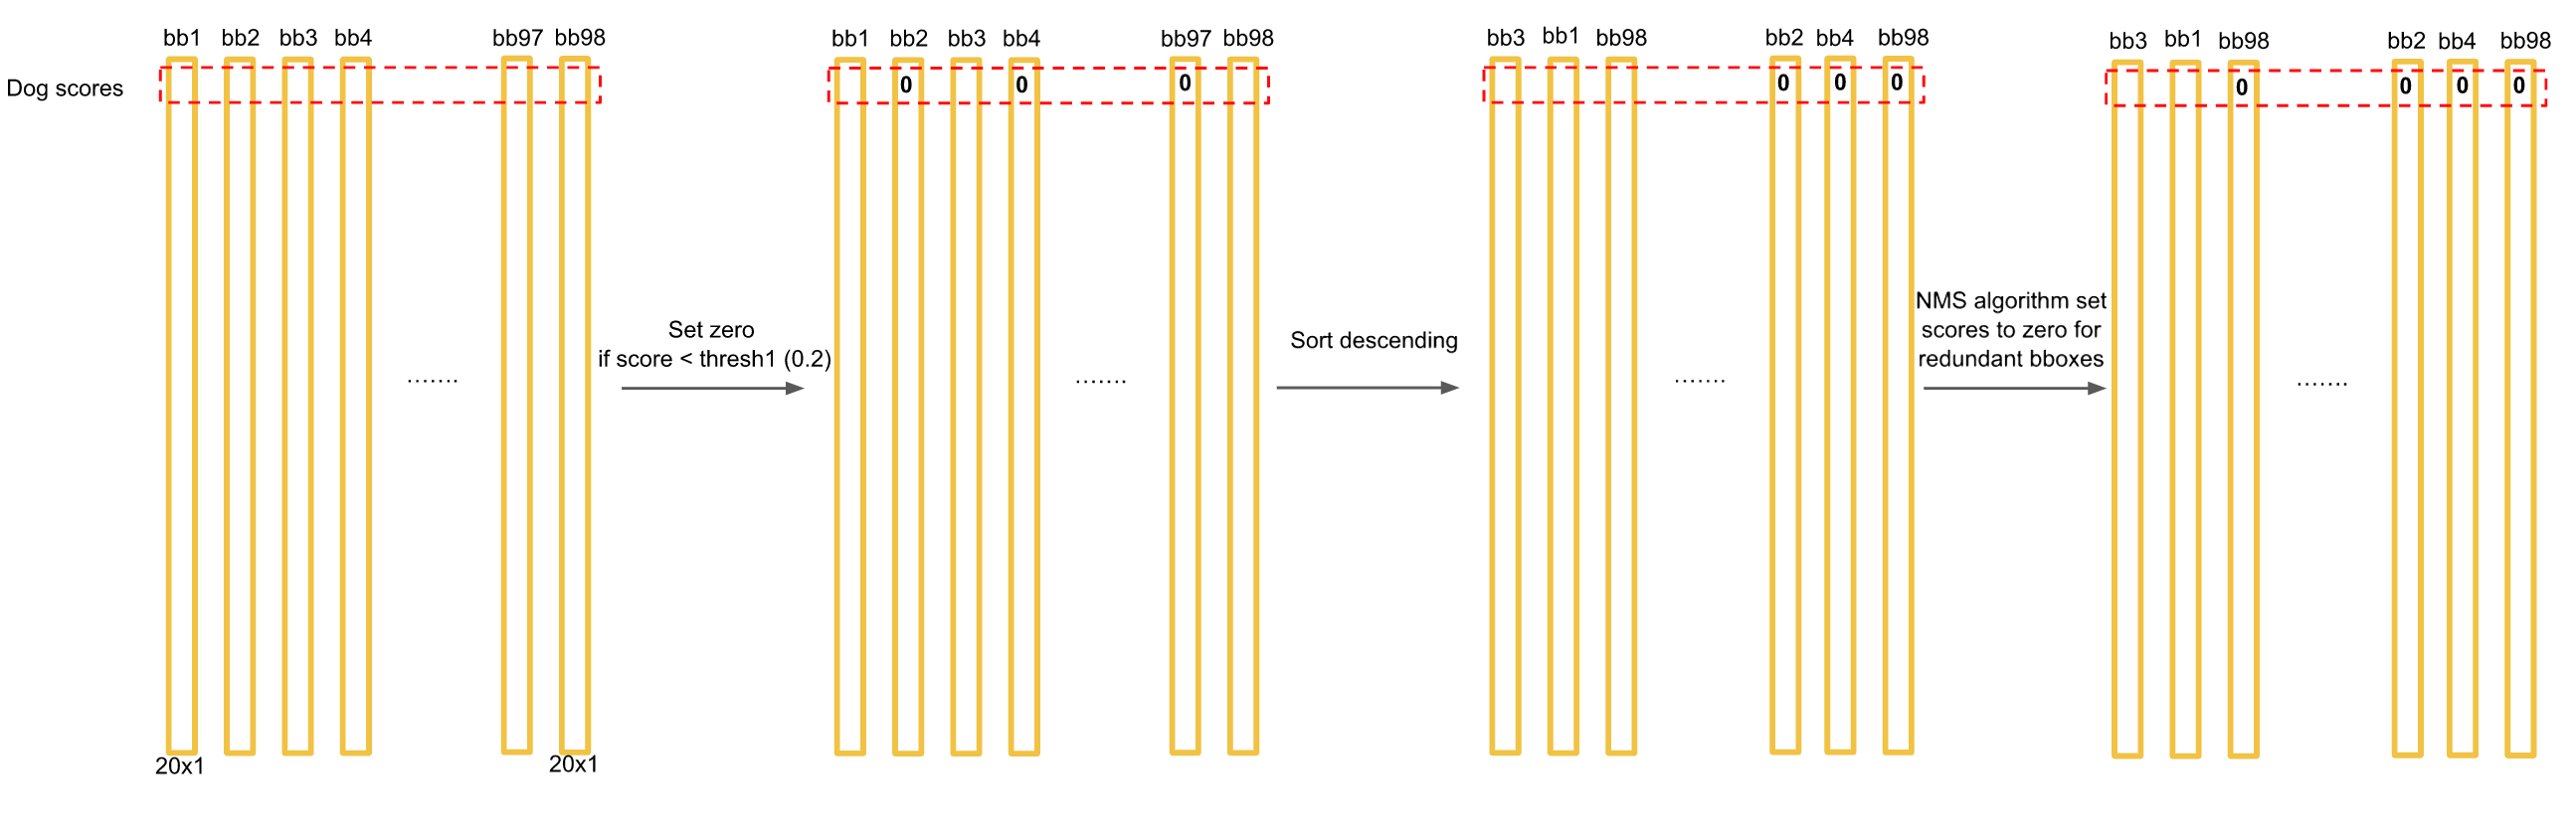 bb1 bb2 bb3 bb4 bb97 bb98
bb1 bb2 bb3 bb4 bb97 bb98
bb3 bb1 bb98 bb2 bb4 bb98
bb3 bb1 bb98 bb2 bb4 bb98
Dog scores
0 0 0
0 0 0
0 0 0 0
Set zero
if score < thresh1 (0.2)
Sort descending
NMS algorithm set
scores to zero for
redundant bboxes
.......
.......
.......
.......
20x1 20x1